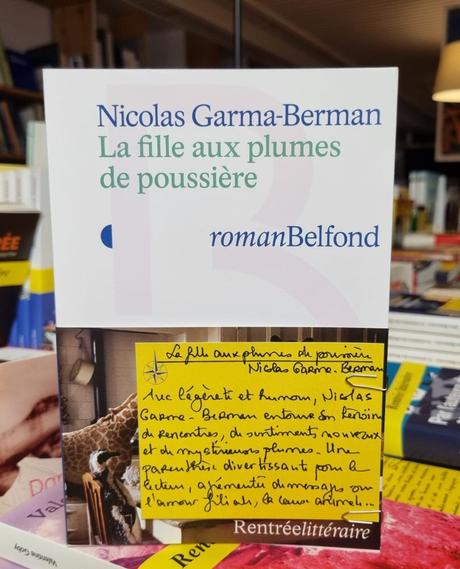 Nicolas Garma-Berman
La fille aux plumes
de poussière
romanBelfond
La fille aux plumes de poussière
Nicolas Garma-Berman
Avec légèreté et humour, Nicolas
Garma-Berman entoure son héroïne
de rencontres, de sentiments nouveaux
et de mystérieuses plumes. Une
parenthèse divertissante pour le
lecteur, agrémentée de messages sur
l'amour filial, la cause animale...
Rentréelittéraire
Valentine Goby